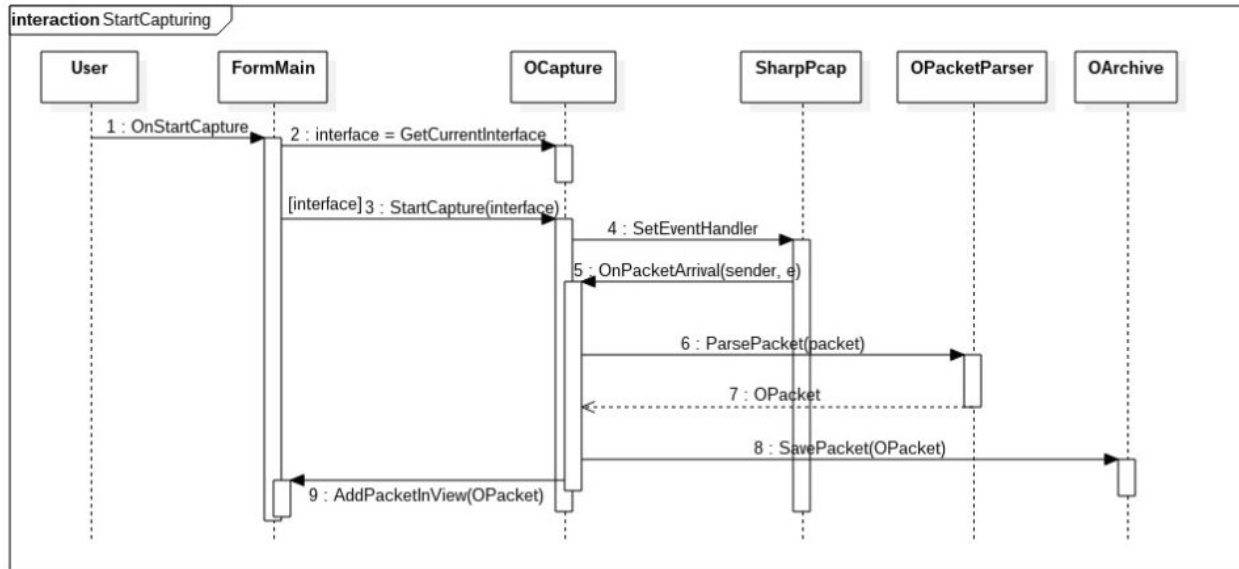 interaction StartCapturing
User
FormMain
OCapture
SharpPcap
OPacketParser
OArchive
1 : OnStartCapture
2 : interface = GetCurrentInterface
[interface] 3 : StartCapture(interface)
4 : SetEventHandler
5 : OnPacketArrival(sender, e)
6 : ParsePacket(packet)
7 : OPacket
8 : SavePacket(OPacket)
9 : AddPacketInView(OPacket)